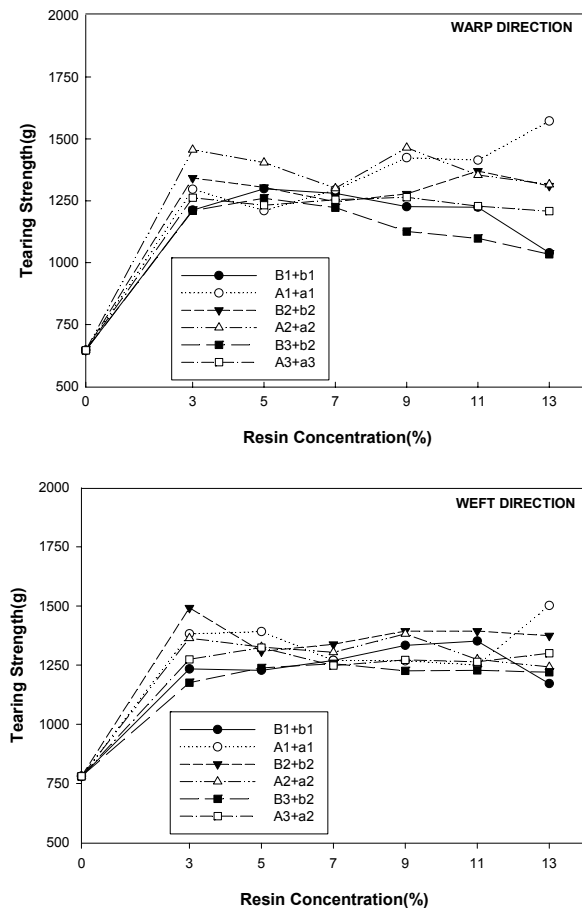 2000
WARP DIRECTION
1750
1500
1250
1000
750
500
Tearing Strength(g)
B1+b1
A1+a1
B2+b2
A2+a2
B3+b2
A3+a3
0 3 5 7 9 11 13
Resin Concentration(%)
2000
WEFT DIRECTION
1750
1500
1250
1000
750
500
Tearing Strength(g)
B1+b1
A1+a1
B2+b2
A2+a2
B3+b2
A3+a2
0 3 5 7 9 11 13
Resin Concentration(%)